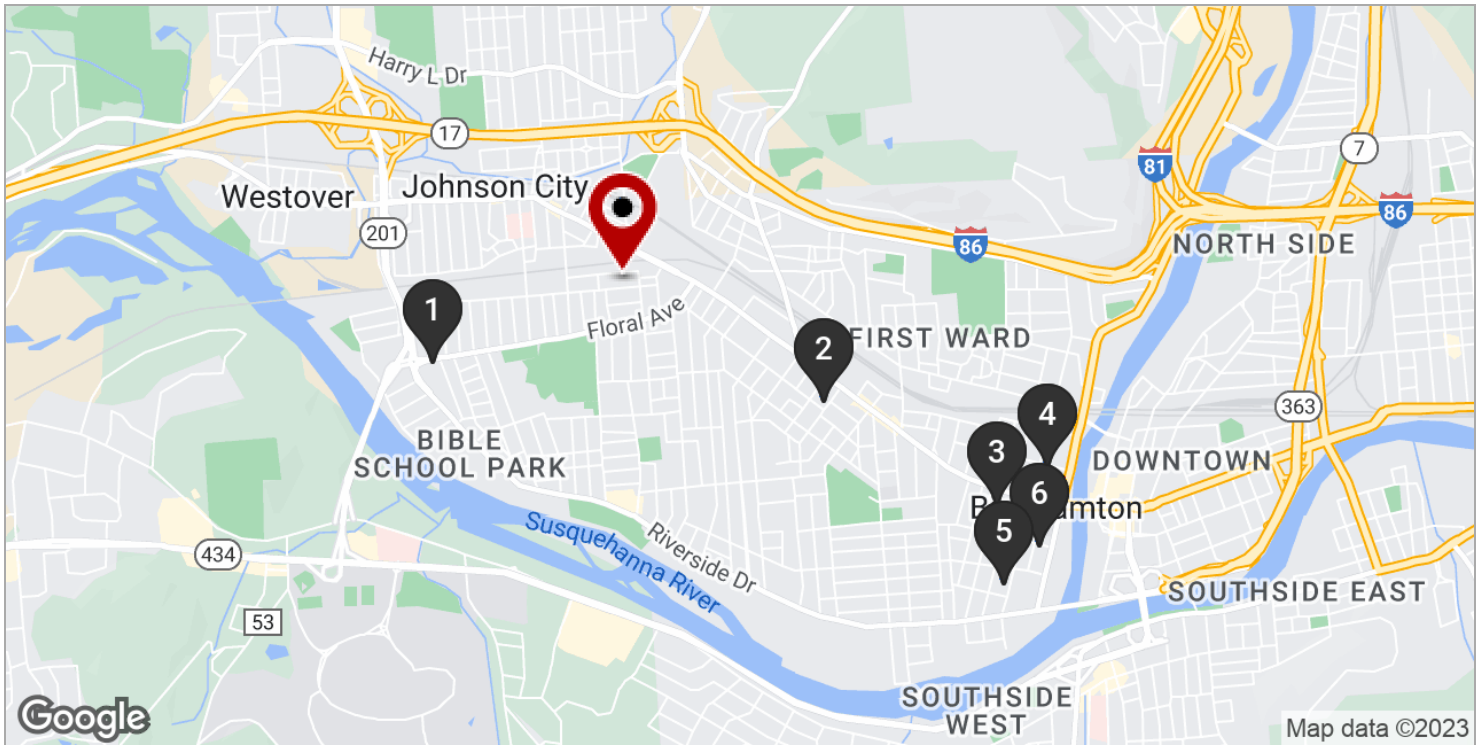 Harry L Dr
17
81
7
Westover
Johnson City
86
201
86
NORTH SIDE
1
Floral Ave
2
FIRST WARD
363
4
BIBLE
SCHOOL PARK
3
DOWNTOWN
6
B
mton
5
434
Susquehanna River
Riverside Dr
SOUTHSIDE EAST
53
SOUTHSIDE
WEST
Google
Map data ©2023